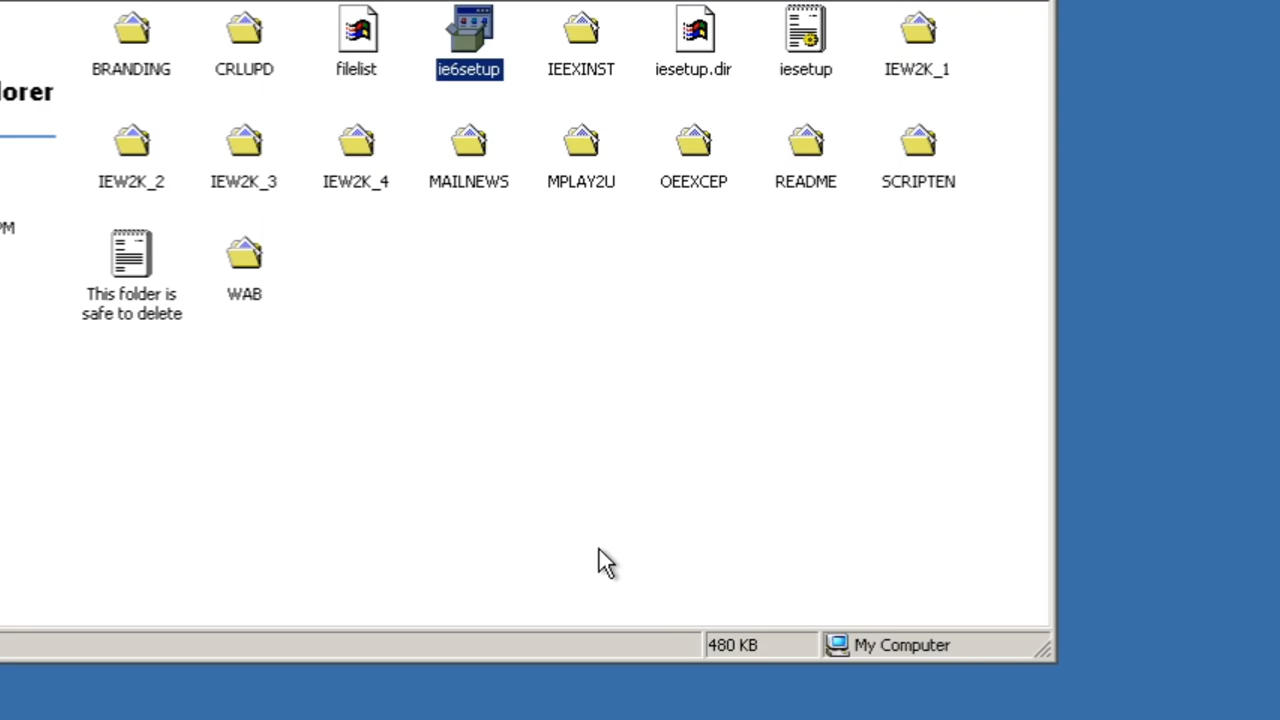 BRANDING CRLUPD filelist ie6setup IEEXINST iesetup.dir iesetup IEW2K_1
lorer
IEW2K_2 IEW2K_3 IEW2K_4 MAILNEWS MPLAY2U OEEXCEP README SCRIPTEN
PM
This folder is
safe to delete
WAB
480 KB My Computer